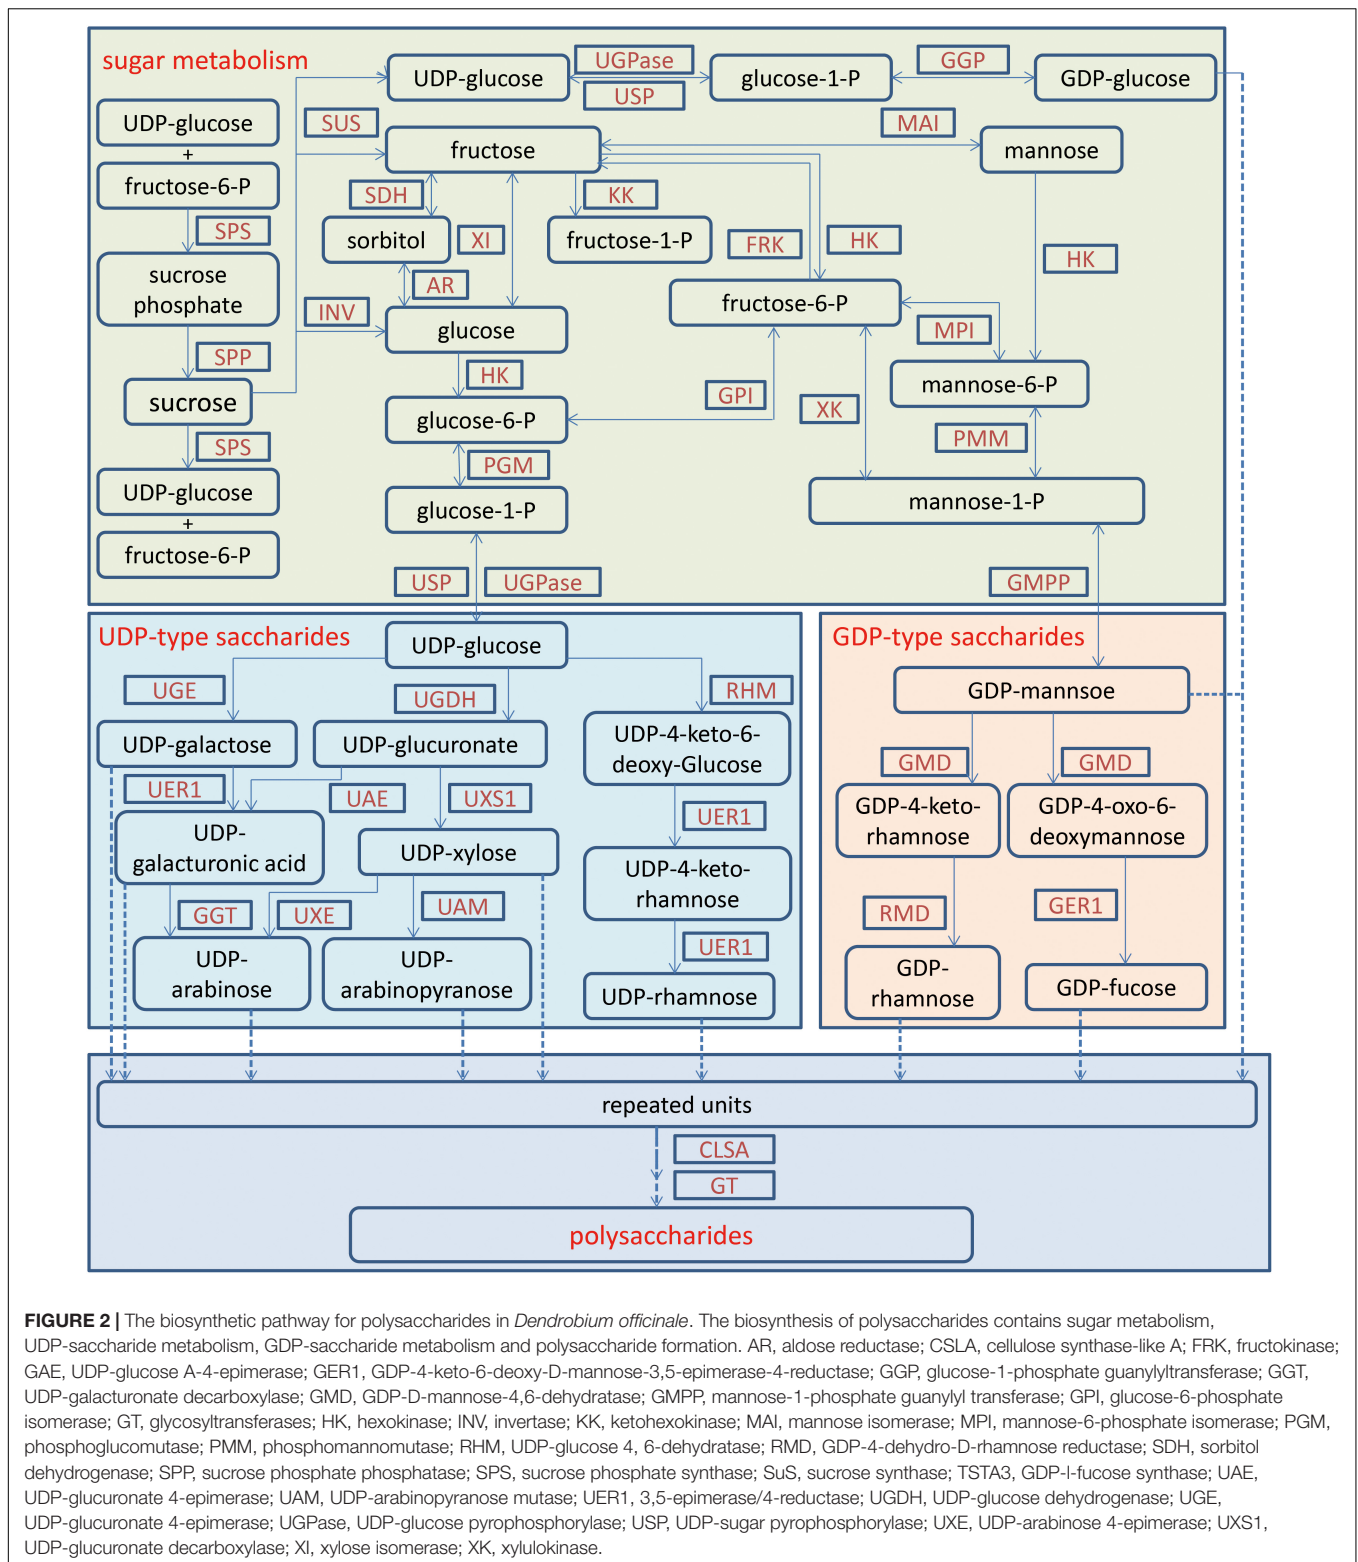 sugar metabolism
UDP-glucose
UGPase
USP
glucose-1-P
GGP
GDP-glucose
UDP-glucose
+
fructose-6-P
SUS
fructose
MAI
mannose
SPS
SDH
sorbitol
XI
KK
fructose-1-P
FRK
HK
HK
sucrose
phosphate
AR
INV
glucose
fructose-6-P
MPI
SPP
HK
GPI
XK
mannose-6-P
sucrose
glucose-6-P
PMM
SPS
PGM
UDP-glucose
+
fructose-6-P
glucose-1-P
mannose-1-P
USP
UGPase
GMPP
UDP-type saccharides
UDP-glucose
UGE
UGDH
RHM
UDP-galactose
UDP-glucuronate
UDP-4-keto-6-
deoxy-Glucose
UER1
UAE
UXS1
UER1
UDP-
galacturonic acid
UDP-xylose
UDP-4-keto-
rhamnose
GGT
UXE
UAM
UER1
UDP-
arabinose
UDP-
arabinopyranose
UDP-rhamnose
GDP-type saccharides
GDP-mannsoe
GMD
GMD
GDP-4-keto-
rhamnose
GDP-4-oxo-6-
deoxymannose
RMD
GER1
GDP-
rhamnose
GDP-fucose
repeated units
CLSA
GT
polysaccharides
FIGURE 2 | The biosynthetic pathway for polysaccharides in Dendrobium officinale. The biosynthesis of polysaccharides contains sugar metabolism,
UDP-saccharide metabolism, GDP-saccharide metabolism and polysaccharide formation. AR, aldose reductase; CSLA, cellulose synthase-like A; FRK, fructokinase;
GAE, UDP-glucose A-4-epimerase; GER1, GDP-4-keto-6-deoxy-D-mannose-3,5-epimerase-4-reductase; GGP, glucose-1-phosphate guanylyltransferase; GGT,
UDP-galacturonate decarboxylase; GMD, GDP-D-mannose-4,6-dehydratase; GMPP, mannose-1-phosphate guanylyl transferase; GPI, glucose-6-phosphate
isomerase; GT, glycosyltransferases; HK, hexokinase; INV, invertase; KK, ketohexokinase; MAI, mannose isomerase; MPI, mannose-6-phosphate isomerase; PGM,
phosphoglucomutase; PMM, phosphomannomutase; RHM, UDP-glucose 4, 6-dehydratase; RMD, GDP-4-dehydro-D-rhamnose reductase; SDH, sorbitol
dehydrogenase; SPP, sucrose phosphate phosphatase; SPS, sucrose phosphate synthase; SuS, sucrose synthase; TSTA3, GDP-l-fucose synthase; UAE,
UDP-glucuronate 4-epimerase; UAM, UDP-arabinopyranose mutase; UER1, 3,5-epimerase/4-reductase; UGDH, UDP-glucose dehydrogenase; UGE,
UDP-glucuronate 4-epimerase; UGPase, UDP-glucose pyrophosphorylase; USP, UDP-sugar pyrophosphorylase; UXE, UDP-arabinose 4-epimerase; UXS1,
UDP-glucuronate decarboxylase; XI, xylose isomerase; XK, xylulokinase.